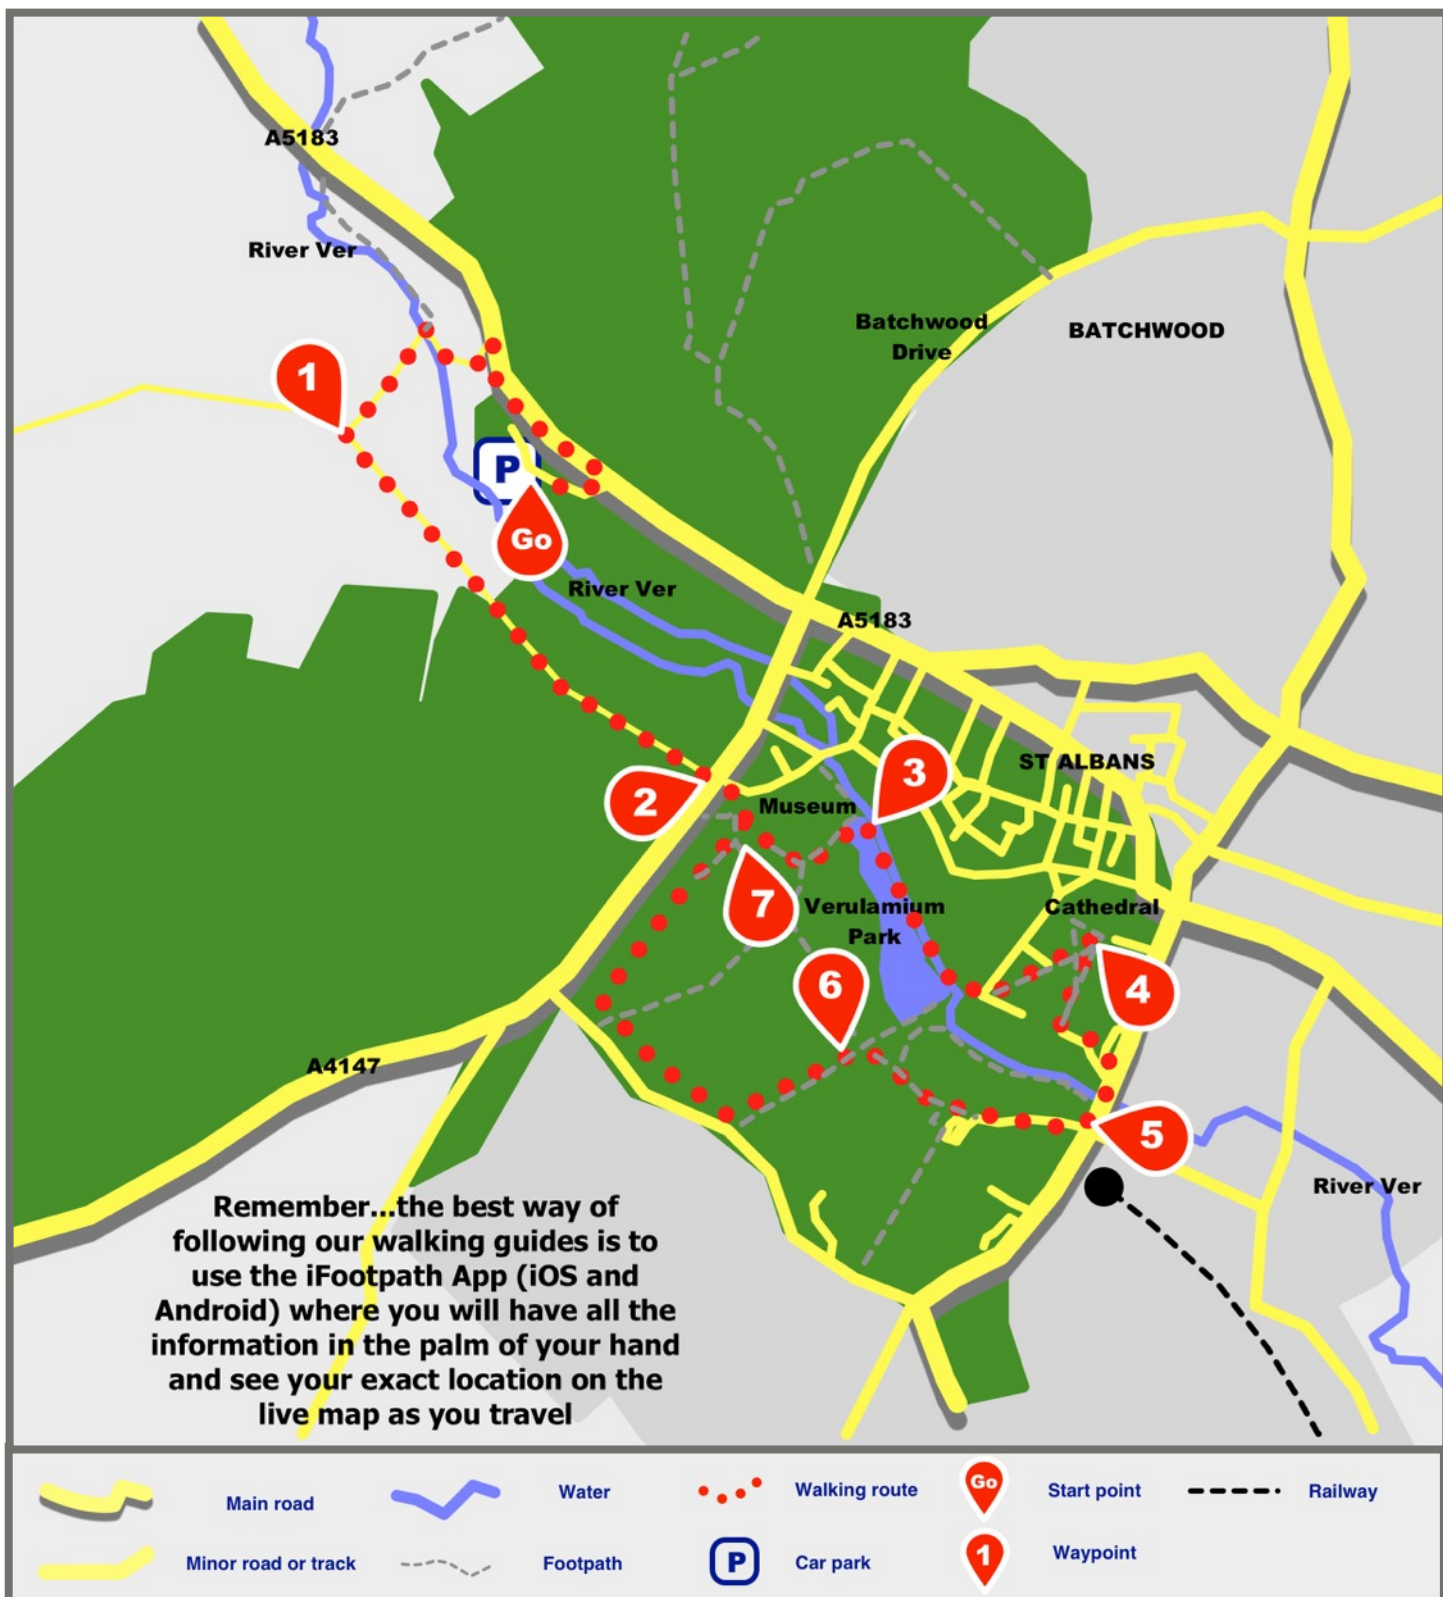 A5183
River Ver
1
Batchwood
Drive
BATCHWOOD
P
Go
River Ver
A5183
ST ALBANS
3
2
Museum
7
Verulamium
Park
Cathedral
6
4
A4147
5
River Ver
Remember...the best way of
following our walking guides is to
use the iFootpath App (iOS and
Android) where you will have all the
information in the palm of your hand
and see your exact location on the
live map as you travel
Main road
Water
Walking route
Go
Start point
Railway
Minor road or track
Footpath
P
Car park
1
Waypoint